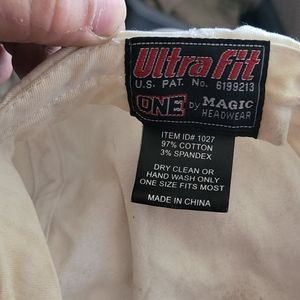 Ultra Fit
U.S. PAT. No. 6199213
ONE by MAGIC
HEADWEAR
ITEM ID# 1027
97% COTTON
3% SPANDEX
DRY CLEAN OR
HAND WASH ONLY
ONE SIZE FITS MOST
MADE IN CHINA